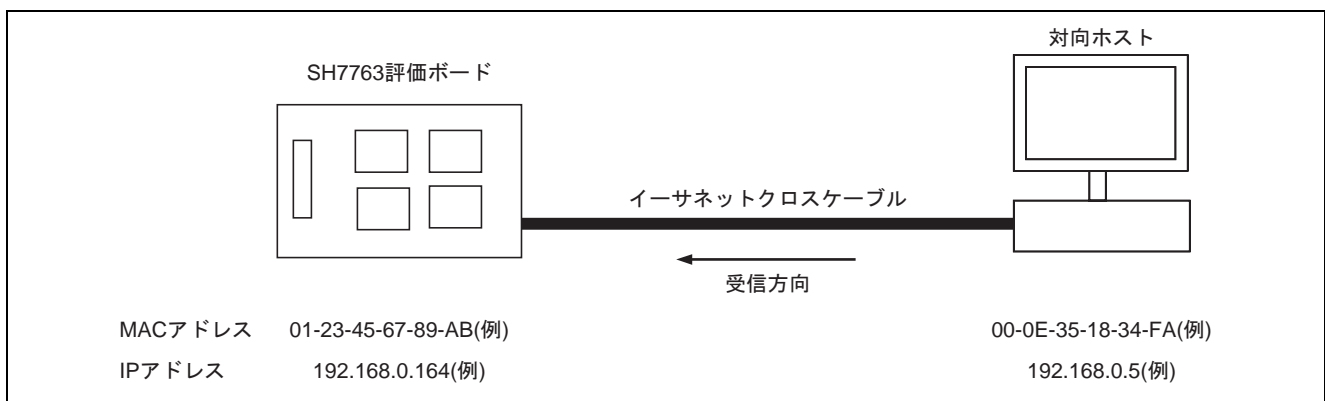 対向ホスト
SH7763評価ボード
イーサネットクロスケーブル
受信方向
MACアドレス 01-23-45-67-89-AB(例) 00-0E-35-18-34-FA(例)
IPアドレス 192.168.0.164(例) 192.168.0.5(例)